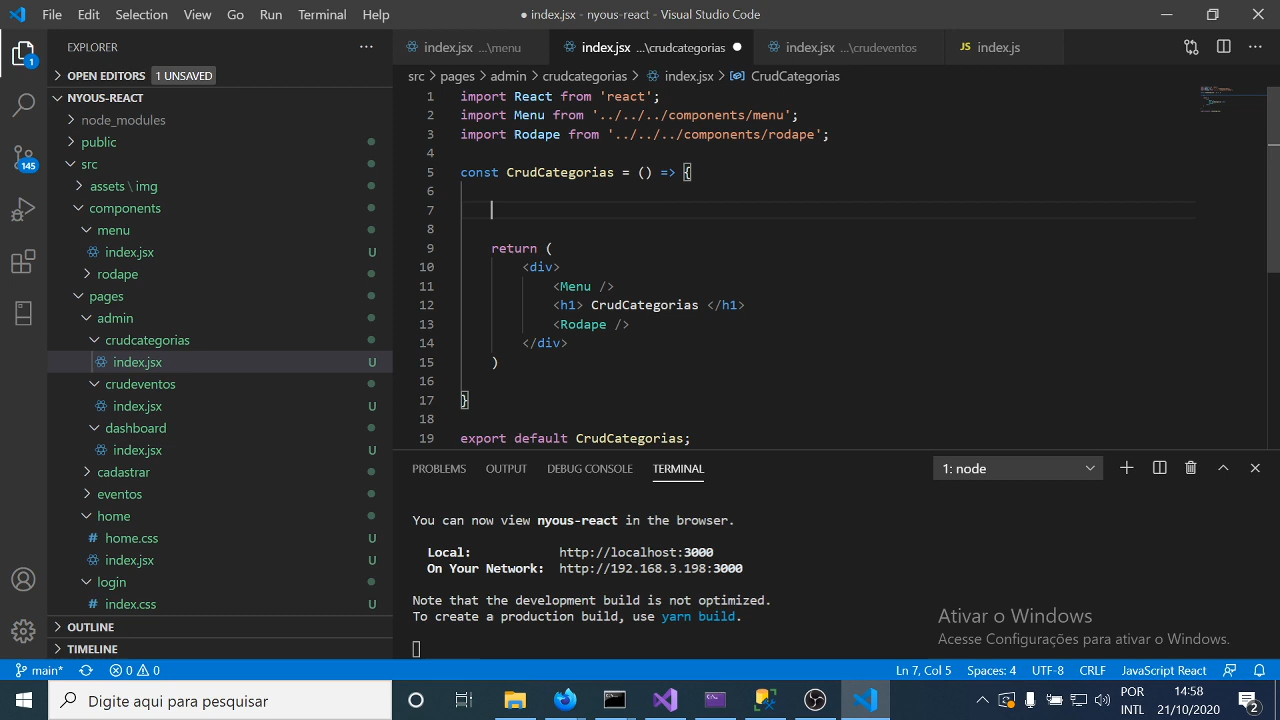 File Edit Selection View Go Run Terminal Help
● index.jsx - nyous-react - Visual Studio Code
EXPLORER
OPEN EDITORS 1 UNSAVED
NYOUS-REACT
node_modules
public
src
assets \ img
components
menu
index.jsx U
rodape
pages
admin
crudcategorias
index.jsx U
crudeventos
index.jsx U
dashboard
index.jsx U
cadastrar
eventos
home
# home.css U
index.jsx U
login
# index.css U
OUTLINE
TIMELINE
1
145
index.jsx ...\menu
index.jsx ...\crudcategorias ●
index.jsx ...\crudeventos
JS index.js
src > pages > admin > crudcategorias > index.jsx > CrudCategorias
1 import React from 'react';
2 import Menu from '../../../components/menu';
3 import Rodape from '../../../components/rodape';
4
5 const CrudCategorias = () => {
6
7
8
9 return (
10 <div>
11 <Menu />
12 <h1> CrudCategorias </h1>
13 <Rodape />
14 </div>
15 )
16
17 }
18
19 export default CrudCategorias;
PROBLEMS OUTPUT DEBUG CONSOLE TERMINAL
1: node
You can now view nyous-react in the browser.
Local: http://localhost:3000
On Your Network: http://192.168.3.198:3000
Note that the development build is not optimized.
To create a production build, use yarn build.
Ativar o Windows
Acesse Configurações para ativar o Windows.
main* 0 0
Ln 7, Col 5 Spaces: 4 UTF-8 CRLF JavaScript React
Digite aqui para pesquisar
POR
INTL
14:58
21/10/2020
2